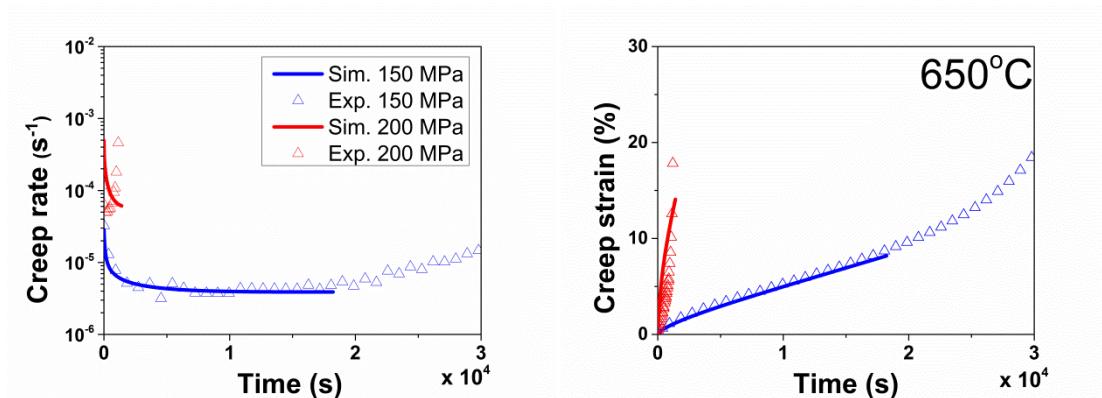 10⁻²
10⁻³
10⁻⁴
10⁻⁵
10⁻⁶
Creep rate (s⁻¹)
Sim. 150 MPa
Exp. 150 MPa
Sim. 200 MPa
Exp. 200 MPa
0 1 2 3
Time (s)
x 10⁴
30
20
10
0
Creep strain (%)
650°C
0 1 2 3
Time (s)
x 10⁴